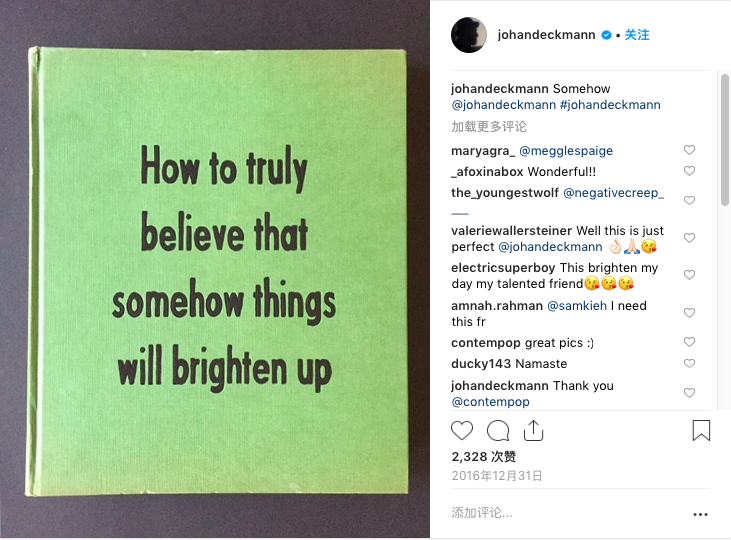 How to truly
believe that
somehow things
will brighten up
johandeckmann • 关注
johandeckmann Somehow
@johandeckmann #johandeckmann
加载更多评论
maryagra_ @megglespaige
_afoxinabox Wonderful!!
the_youngestwolf @negativecreep_
___
valeriewallersteiner Well this is just
perfect @johandeckmann 👌🏻🙏🏻😘
electricsuperboy This brighten my
day my talented friend😘😘😘
amnah.rahman @samkieh I need
this fr
contempop great pics :)
ducky143 Namaste
johandeckmann Thank you
@contempop
2,328 次赞
2016年12月31日
添加评论...